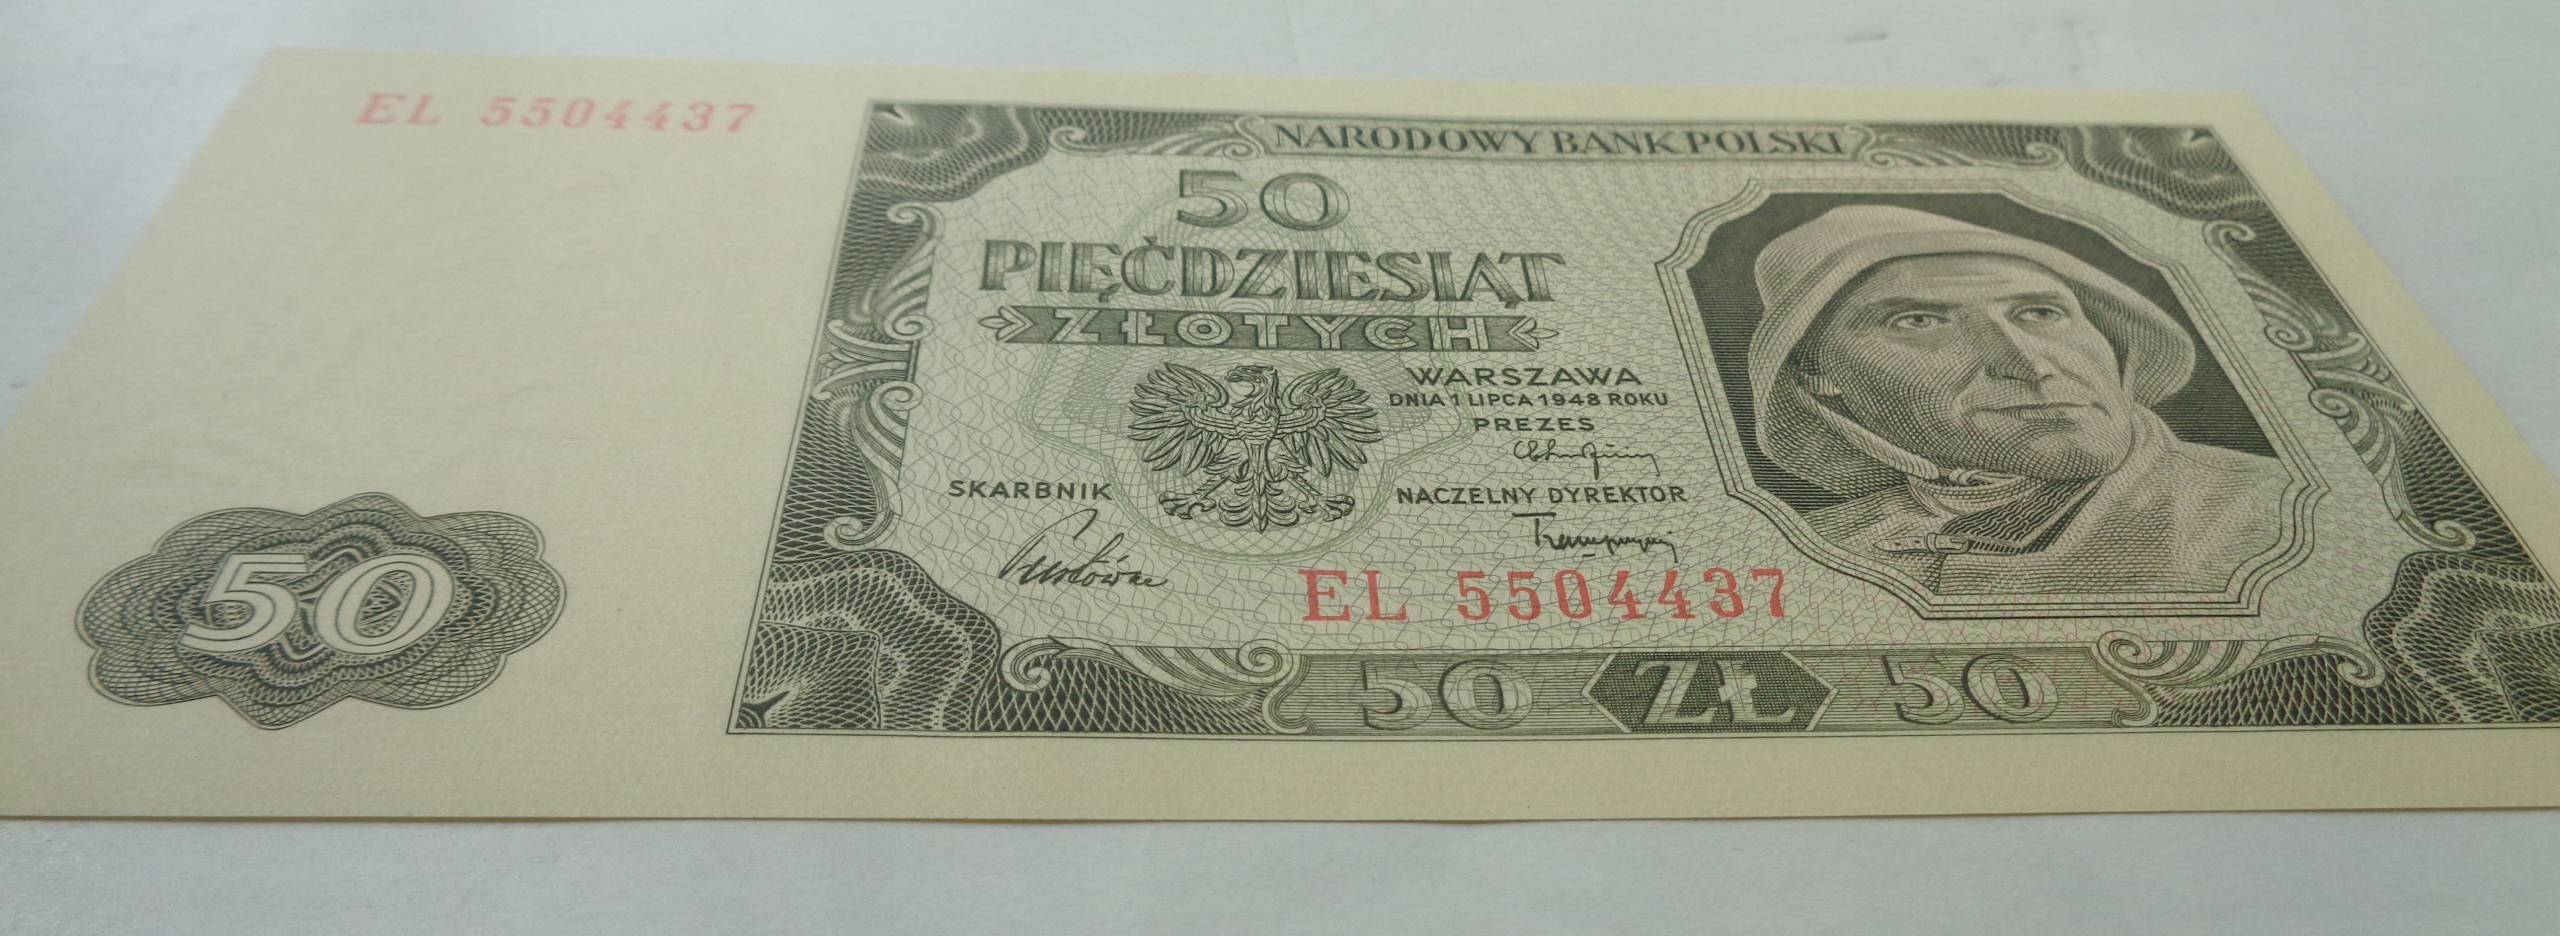 EL 5504437
NARODOWY BANK POLSKI
50
PIĘĆDZIESIĄT
ZŁOTYCH
WARSZAWA
DNIA 1 LIPCA 1948 ROKU
PREZES
SKARBNIK
NACZELNY DYREKTOR
EL 5504437
50
50 ZŁ 50